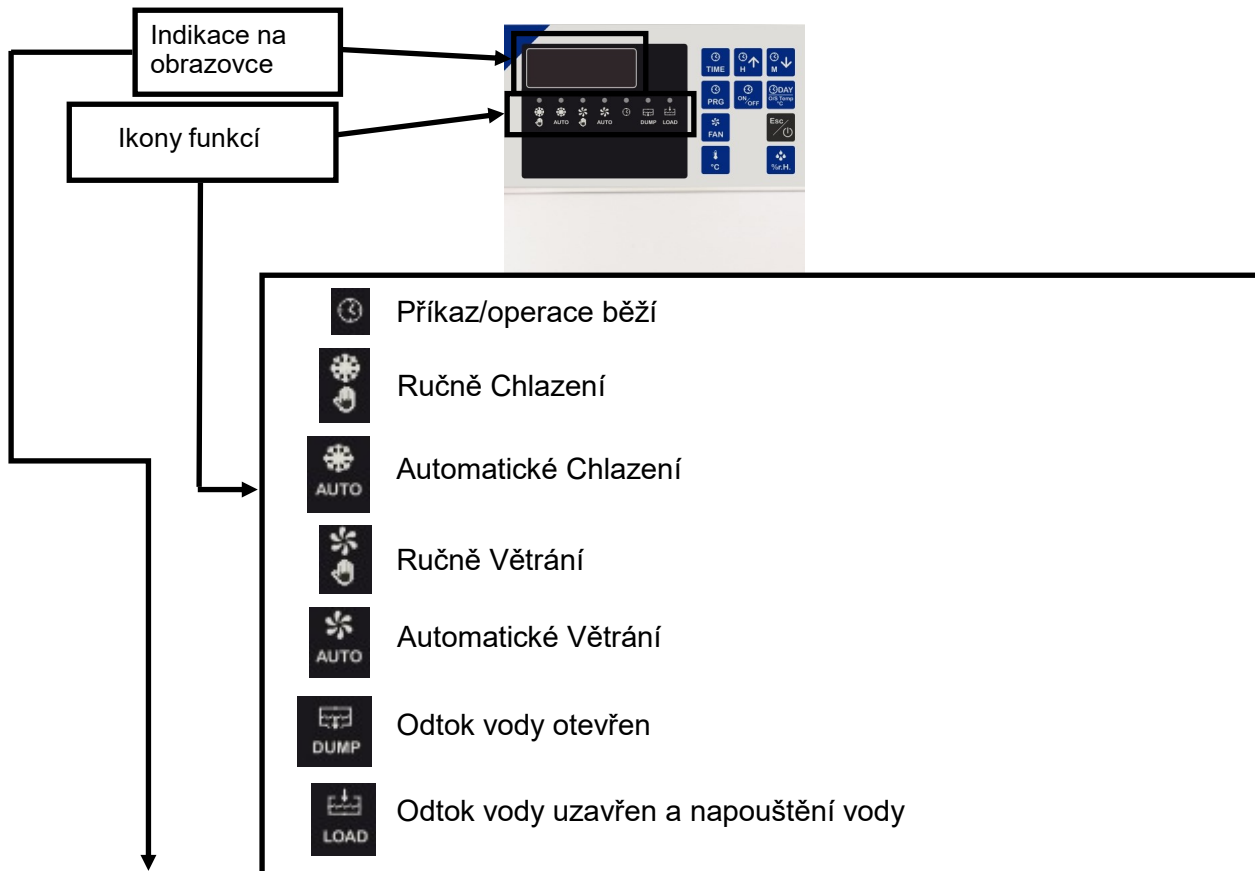 Indikace na
obrazovce
Ikony funkcí
TIME
H
M
PRG
ON/OFF
DAY
O/S Temp
°C
FAN
Esc
°C
%r.H.
AUTO
AUTO
DUMP
LOAD
Příkaz/operace běží
Ručně Chlazení
AUTO
Automatické Chlazení
Ručně Větrání
AUTO
Automatické Větrání
DUMP
Odtok vody otevřen
LOAD
Odtok vody uzavřen a napouštění vody